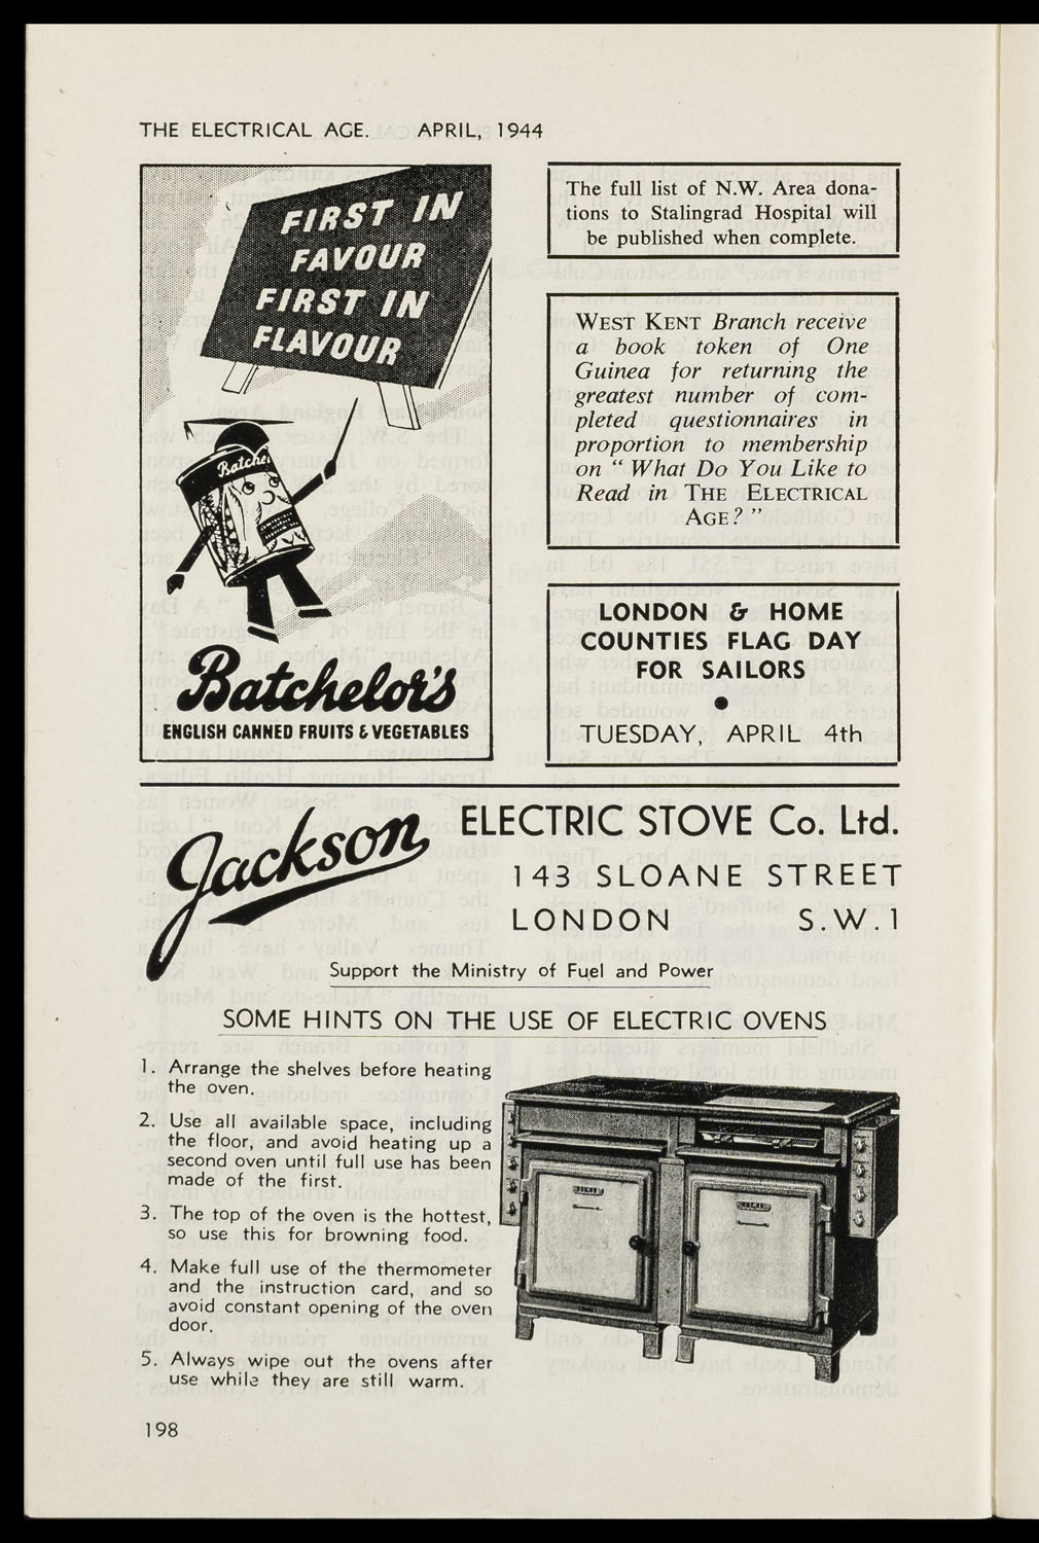 THE ELECTRICAL AGE. APRIL, 1944
FIRST IN
FAVOUR
FIRST IN
FLAVOUR
Batchelor's
ENGLISH CANNED FRUITS & VEGETABLES
The full list of N.W. Area dona-
tions to Stalingrad Hospital will
be published when complete.
WEST KENT Branch receive
a book token of One
Guinea for returning the
greatest number of com-
pleted questionnaires in
proportion to membership
on “ What Do You Like to
Read in THE ELECTRICAL
AGE? ”
LONDON & HOME
COUNTIES FLAG DAY
FOR SAILORS
●
TUESDAY, APRIL 4th
Jackson ELECTRIC STOVE Co. Ltd.
143 SLOANE STREET
LONDON S.W.1
Support the Ministry of Fuel and Power
SOME HINTS ON THE USE OF ELECTRIC OVENS
1. Arrange the shelves before heating
the oven.
2. Use all available space, including
the floor, and avoid heating up a
second oven until full use has been
made of the first.
3. The top of the oven is the hottest,
so use this for browning food.
4. Make full use of the thermometer
and the instruction card, and so
avoid constant opening of the oven
door.
5. Always wipe out the ovens after
use while they are still warm.
198